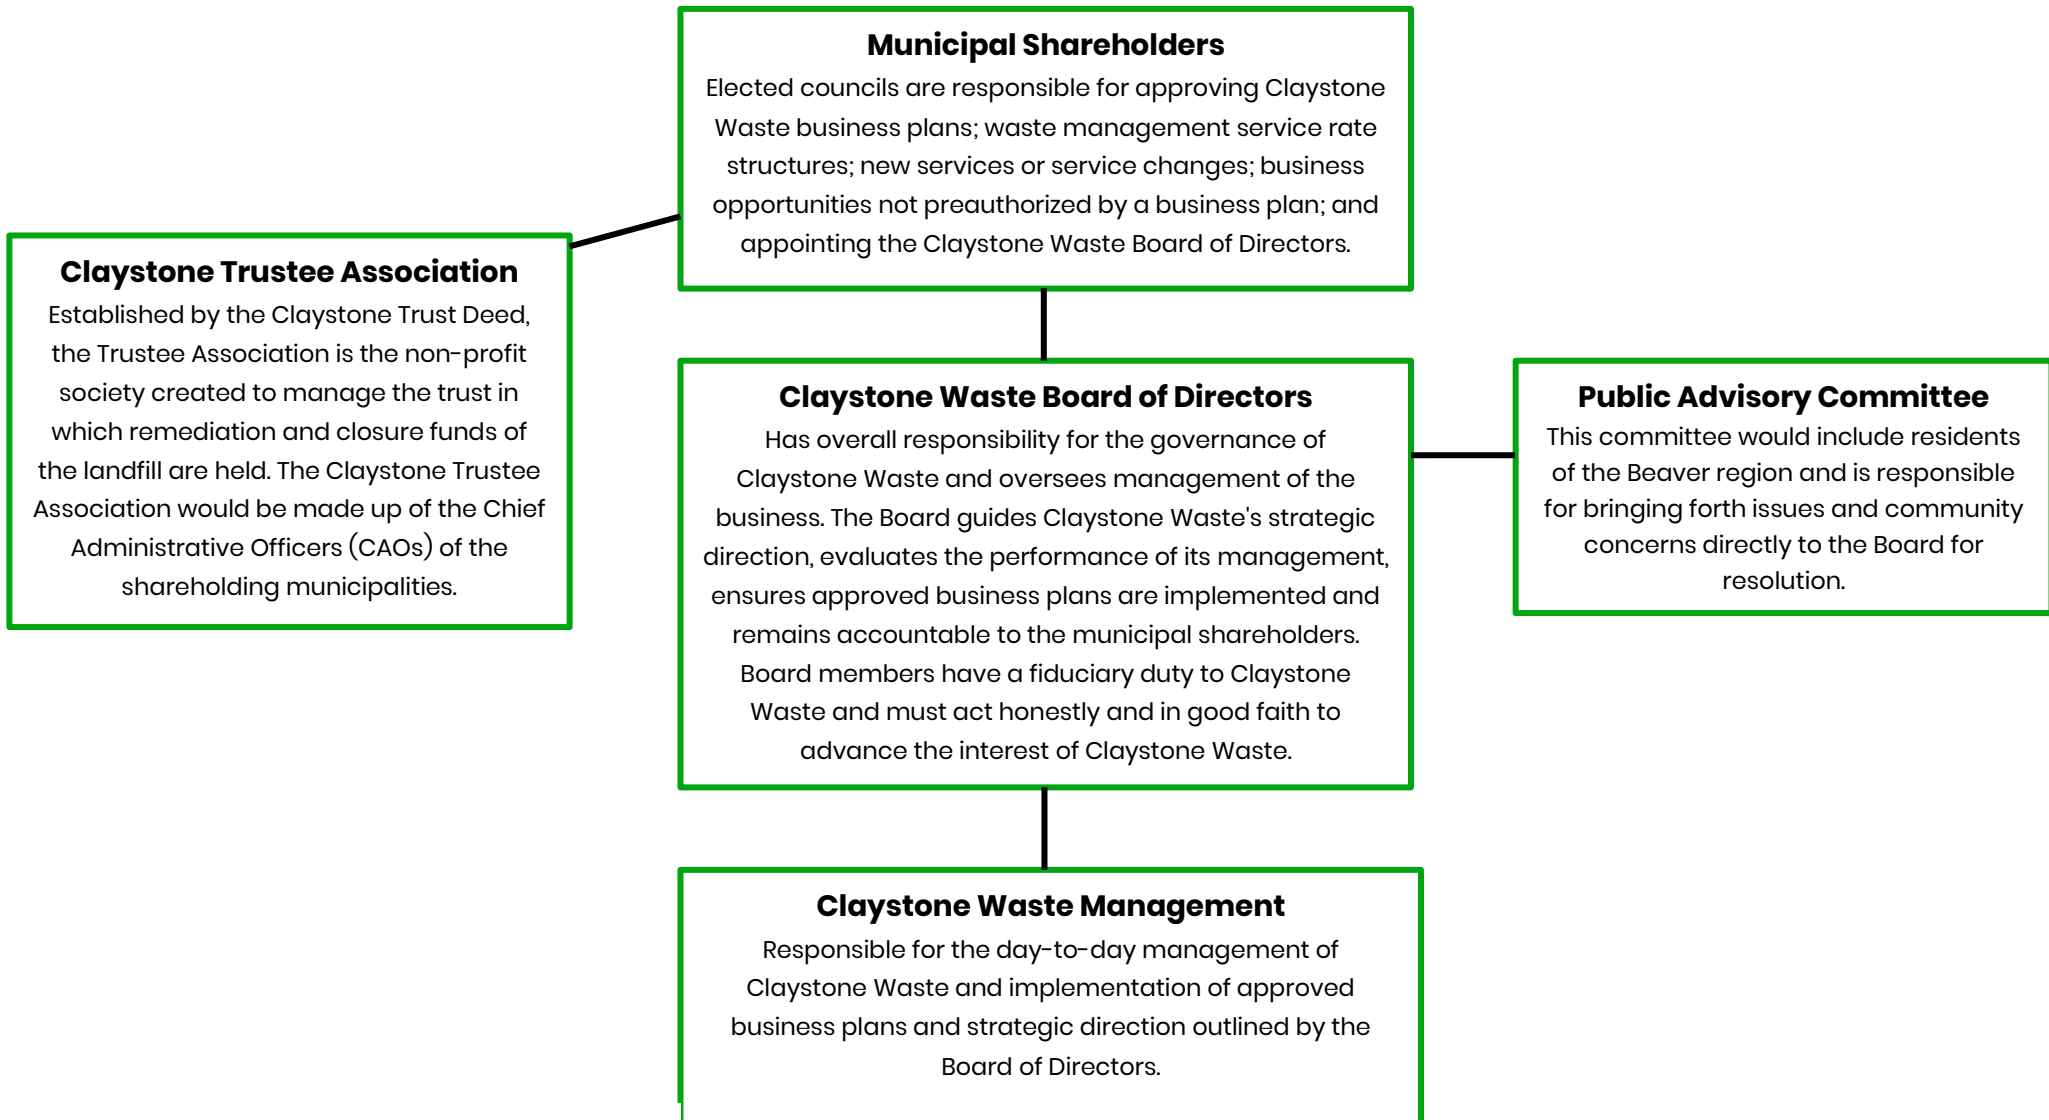 Municipal Shareholders
Elected councils are responsible for approving Claystone
Waste business plans; waste management service rate
structures; new services or service changes; business
opportunities not preauthorized by a business plan; and
appointing the Claystone Waste Board of Directors.
Claystone Trustee Association
Established by the Claystone Trust Deed,
the Trustee Association is the non-profit
society created to manage the trust in
which remediation and closure funds of
the landfill are held. The Claystone Trustee
Association would be made up of the Chief
Administrative Officers (CAOs) of the
shareholding municipalities.
Claystone Waste Board of Directors
Has overall responsibility for the governance of
Claystone Waste and oversees management of the
business. The Board guides Claystone Waste's strategic
direction, evaluates the performance of its management,
ensures approved business plans are implemented and
remains accountable to the municipal shareholders.
Board members have a fiduciary duty to Claystone
Waste and must act honestly and in good faith to
advance the interest of Claystone Waste.
Public Advisory Committee
This committee would include residents
of the Beaver region and is responsible
for bringing forth issues and community
concerns directly to the Board for
resolution.
Claystone Waste Management
Responsible for the day-to-day management of
Claystone Waste and implementation of approved
business plans and strategic direction outlined by the
Board of Directors.